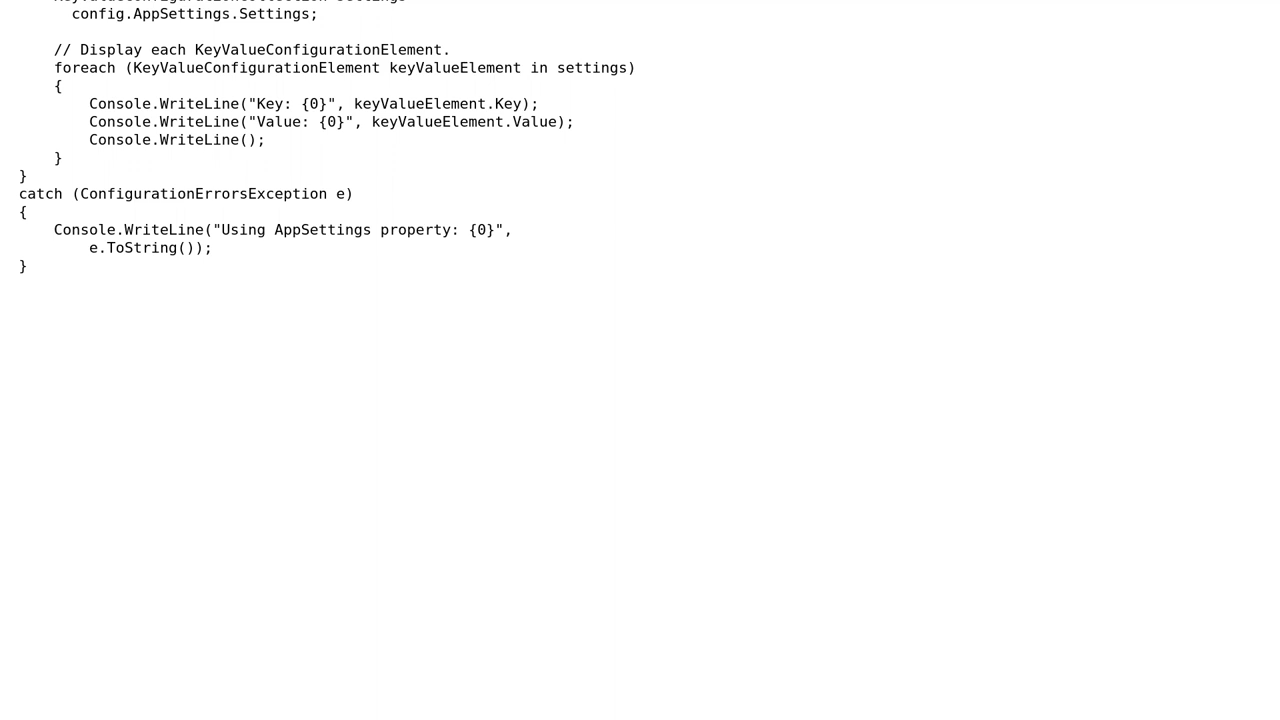 config.AppSettings.Settings;

    // Display each KeyValueConfigurationElement.
    foreach (KeyValueConfigurationElement keyValueElement in settings)
    {
        Console.WriteLine("Key: {0}", keyValueElement.Key);
        Console.WriteLine("Value: {0}", keyValueElement.Value);
        Console.WriteLine();
    }
}
catch (ConfigurationErrorsException e)
{
    Console.WriteLine("Using AppSettings property: {0}",
        e.ToString());
}